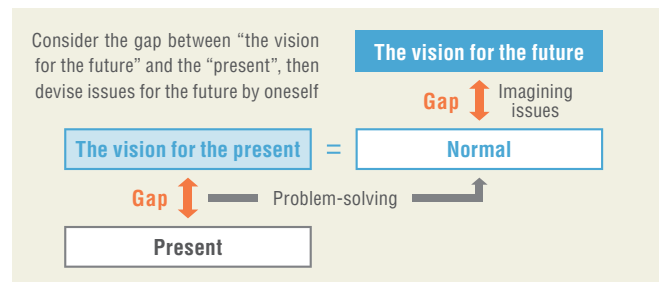 Consider the gap between “the vision
for the future” and the “present”, then
devise issues for the future by oneself
The vision for the future
Gap
Imagining
issues
The vision for the present
=
Normal
Gap
Problem-solving
Present